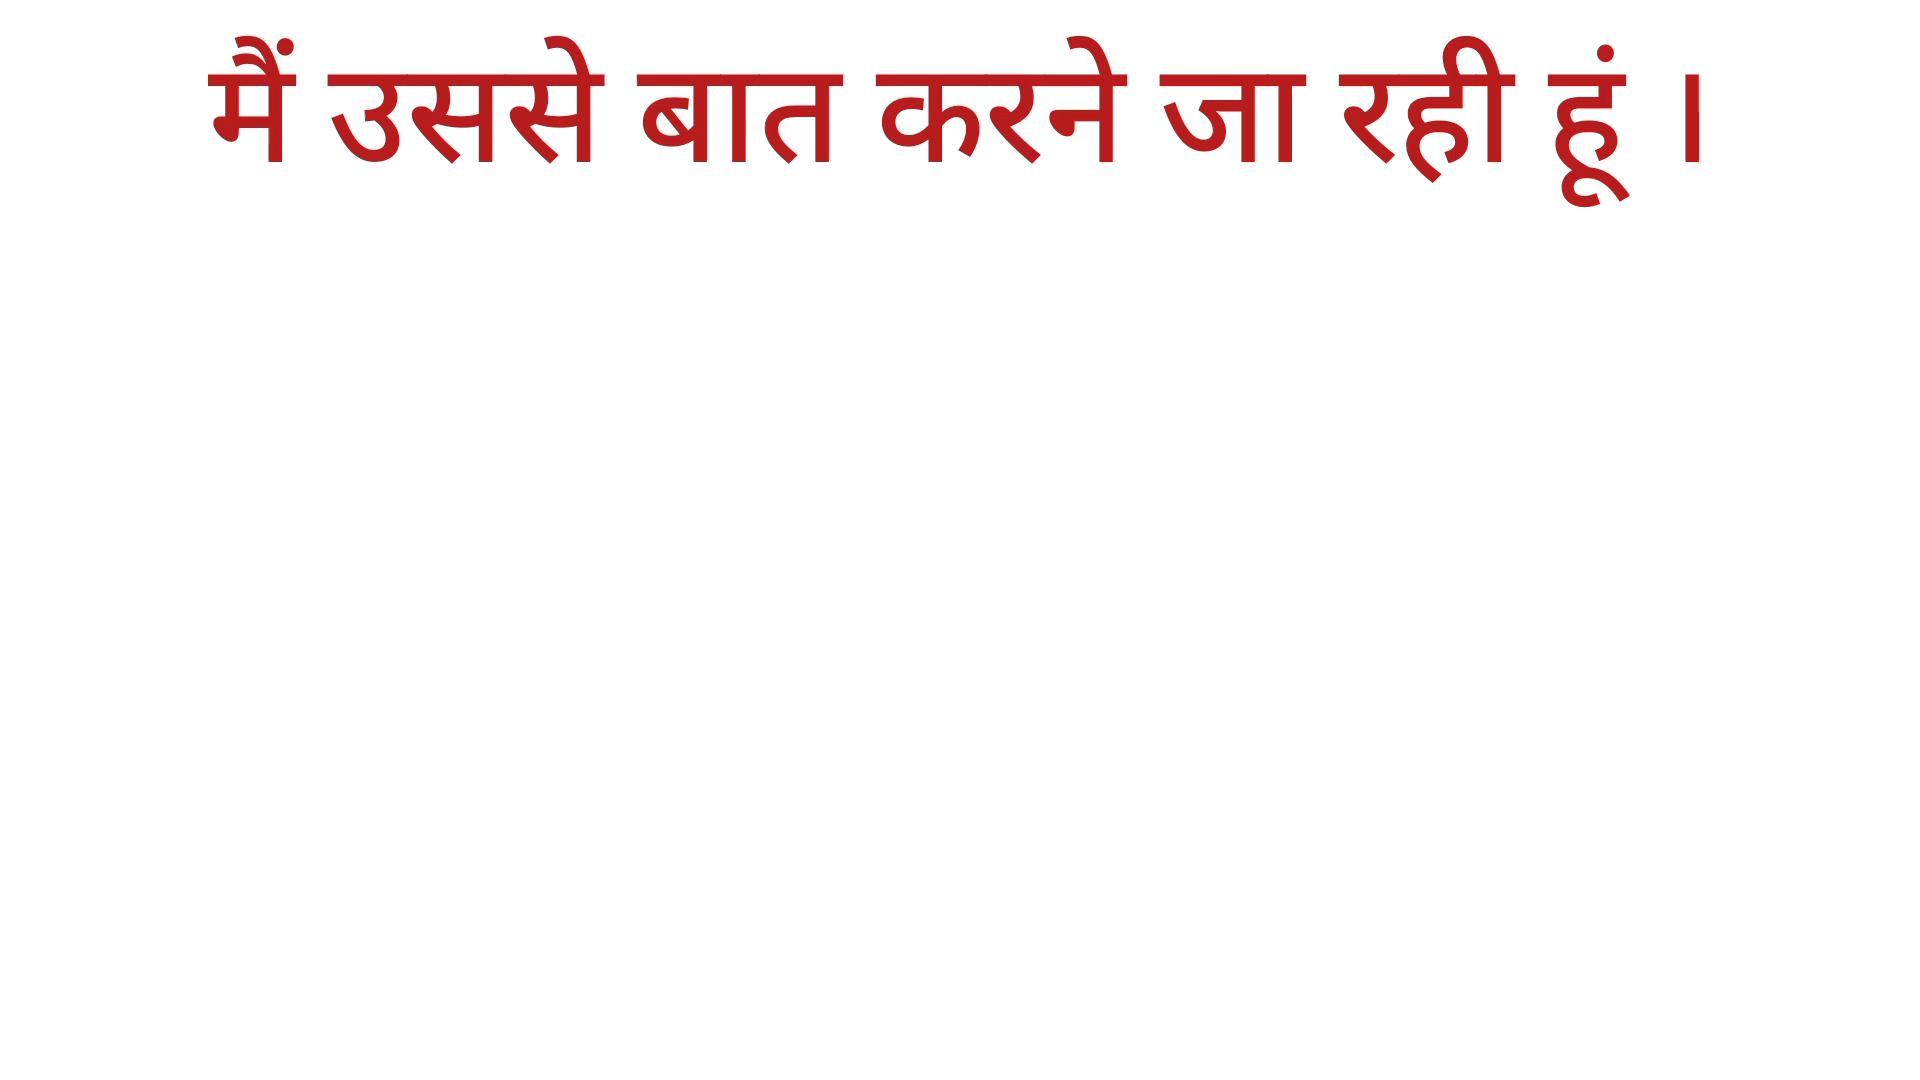 मैं उससे बात करने जा रही हूं ।